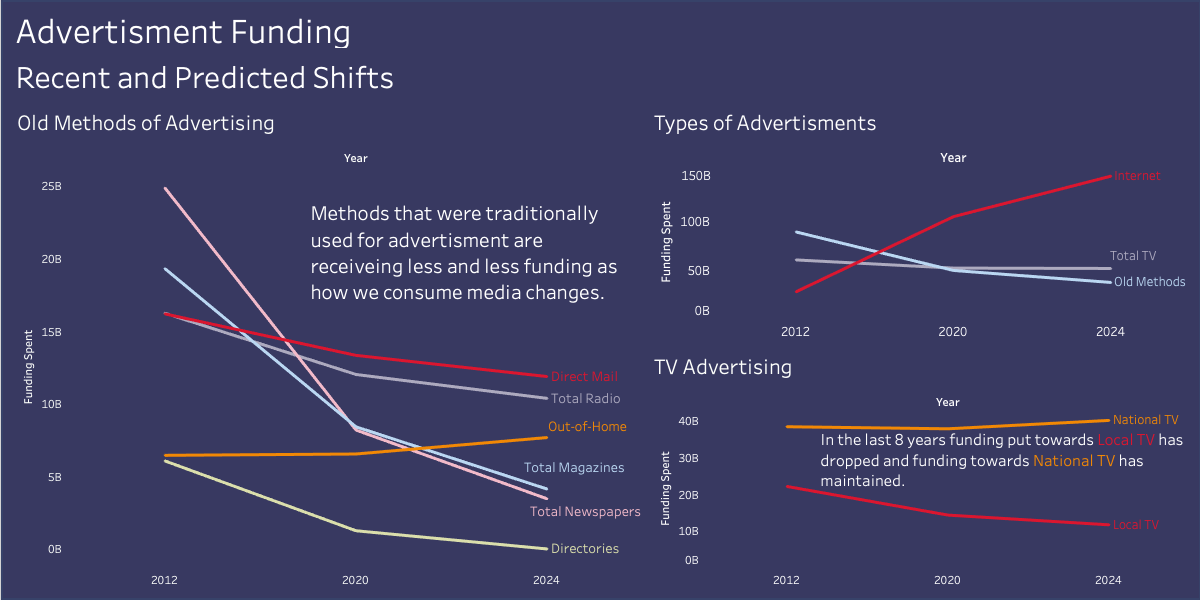 Advertisment Funding
Recent and Predicted Shifts
Old Methods of Advertising
Year
Funding Spent
25B
20B
15B
10B
5B
0B
Methods that were traditionally
used for advertisment are
receiveing less and less funding as
how we consume media changes.
Direct Mail
Total Radio
Out-of-Home
Total Magazines
Total Newspapers
Directories
2012 2020 2024
Types of Advertisments
Year
Funding Spent
150B
100B
50B
0B
Internet
Total TV
Old Methods
2012 2020 2024
TV Advertising
Year
Funding Spent
40B
30B
20B
10B
0B
National TV
In the last 8 years funding put towards Local TV has
dropped and funding towards National TV has
maintained.
Local TV
2012 2020 2024